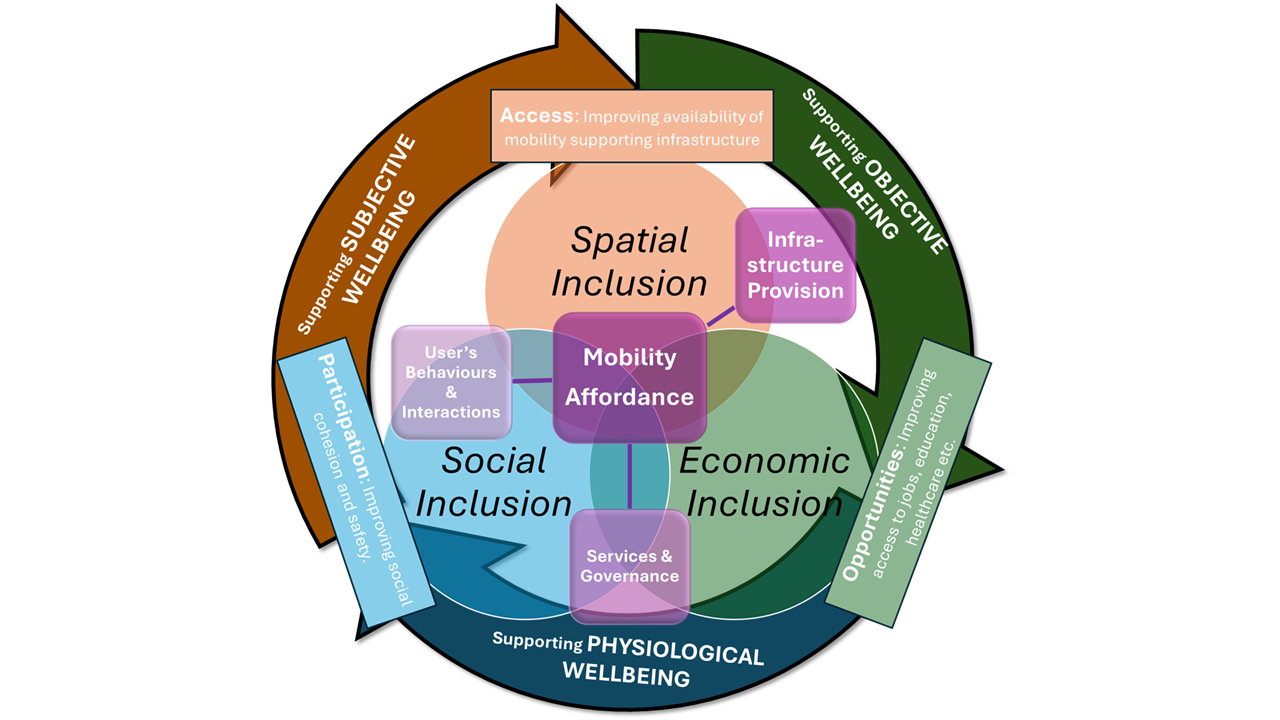 Access: Improving availability of
mobility supporting infrastructure
Supporting SUBJECTIVE
WELLBEING
Supporting OBJECTIVE
WELLBEING
Spatial
Inclusion
Infra-
structure
Provision
User's
Behaviours
&
Interactions
Mobility
Affordance
Social
Inclusion
Economic
Inclusion
Participation: Improving social
cohesion and safety.
Opportunities: Improving
access to jobs, education,
healthcare etc.
Services &
Governance
Supporting PHYSIOLOGICAL
WELLBEING